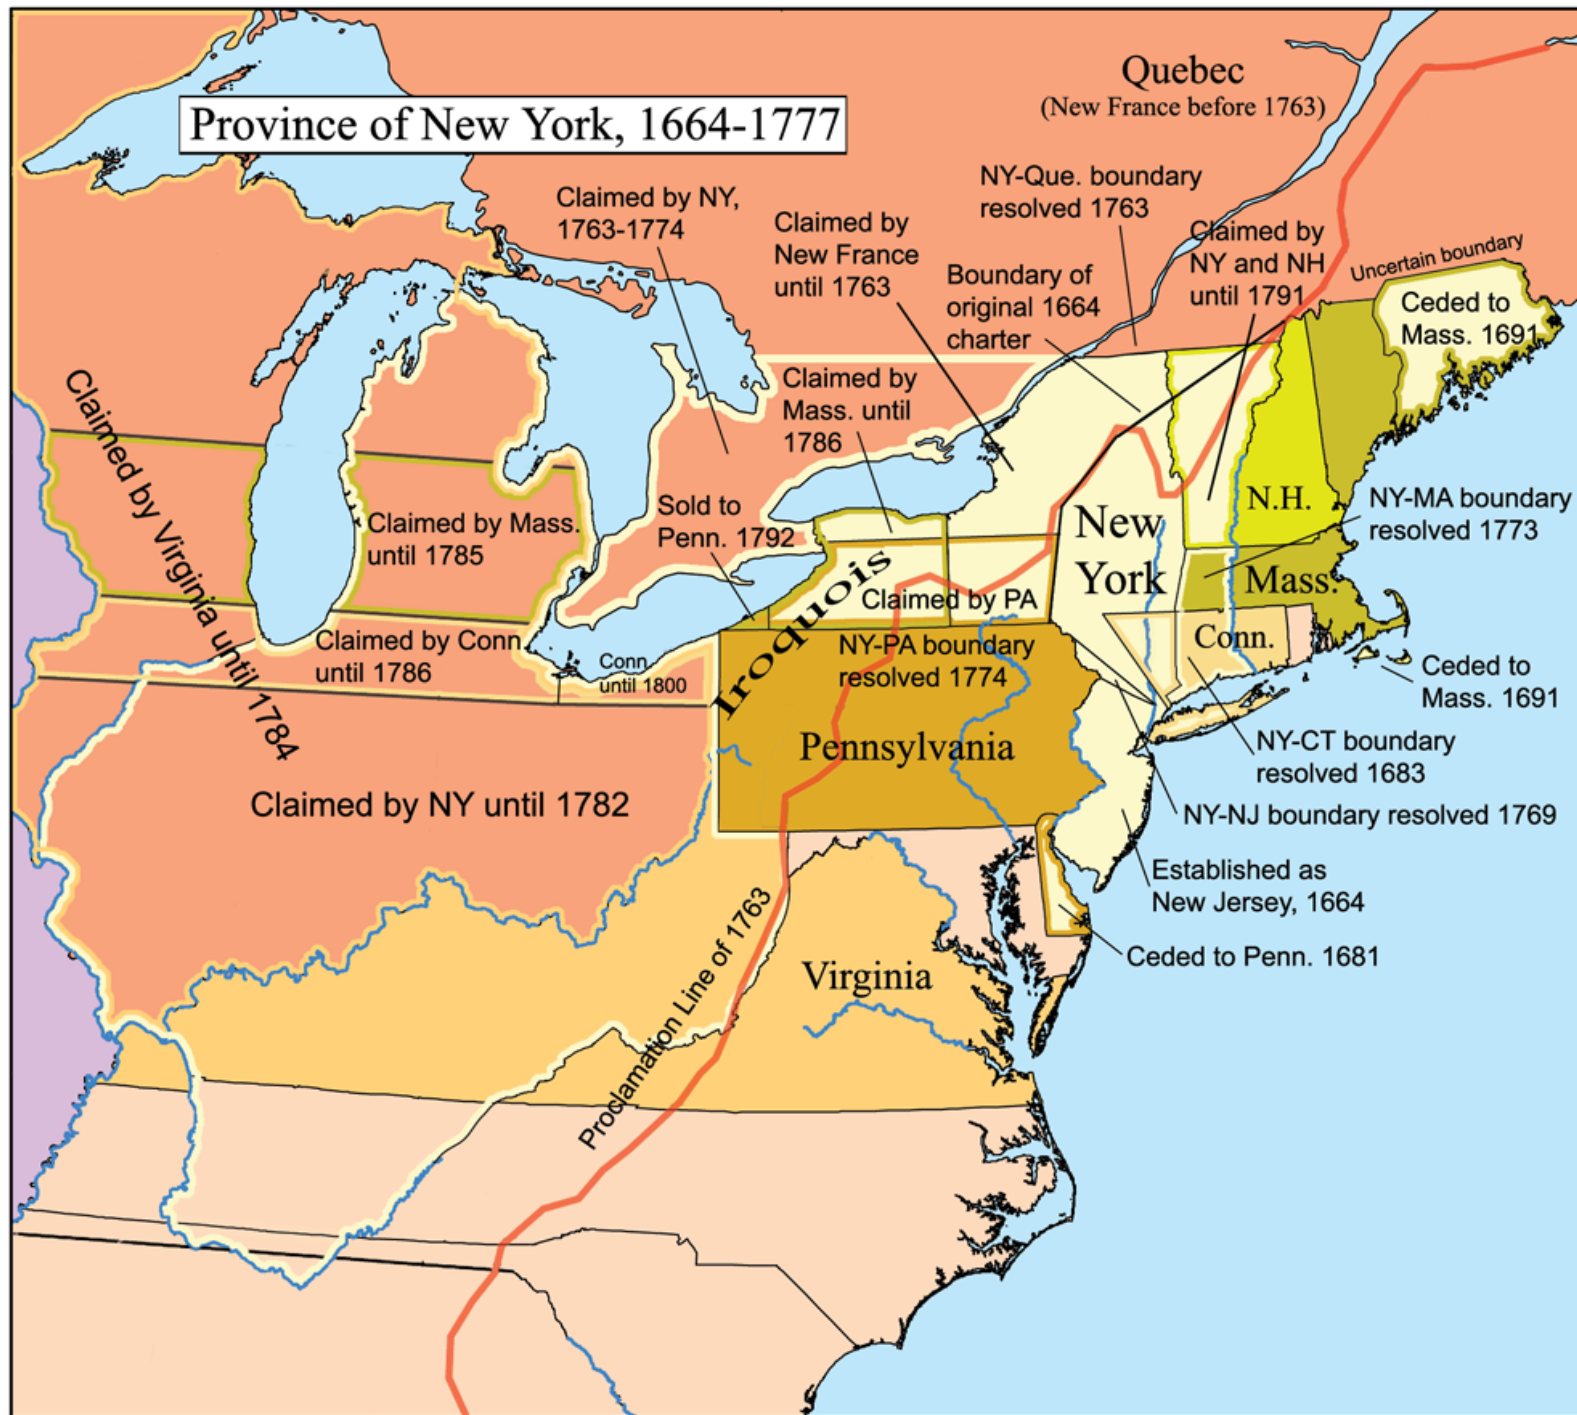 Quebec
(New France before 1763)
Province of New York, 1664-1777
NY-Que. boundary
resolved 1763
Claimed by NY,
1763-1774
Claimed by
New France
until 1763
Claimed by
NY and NH
until 1791
Uncertain boundary
Boundary of
original 1664
charter
Ceded to
Mass. 1691
Claimed by
Mass. until
1786
Claimed by Virginia until 1784
Sold to
Penn. 1792
N.H.
NY-MA boundary
resolved 1773
Claimed by Mass.
until 1785
New
York
Mass.
Iroquois
Claimed by PA
Claimed by Conn.
until 1786
Conn.
until 1800
NY-PA boundary
resolved 1774
Conn.
Ceded to
Mass. 1691
Pennsylvania
NY-CT boundary
resolved 1683
Claimed by NY until 1782
NY-NJ boundary resolved 1769
Established as
New Jersey, 1664
Ceded to Penn. 1681
Virginia
Proclamation Line of 1763